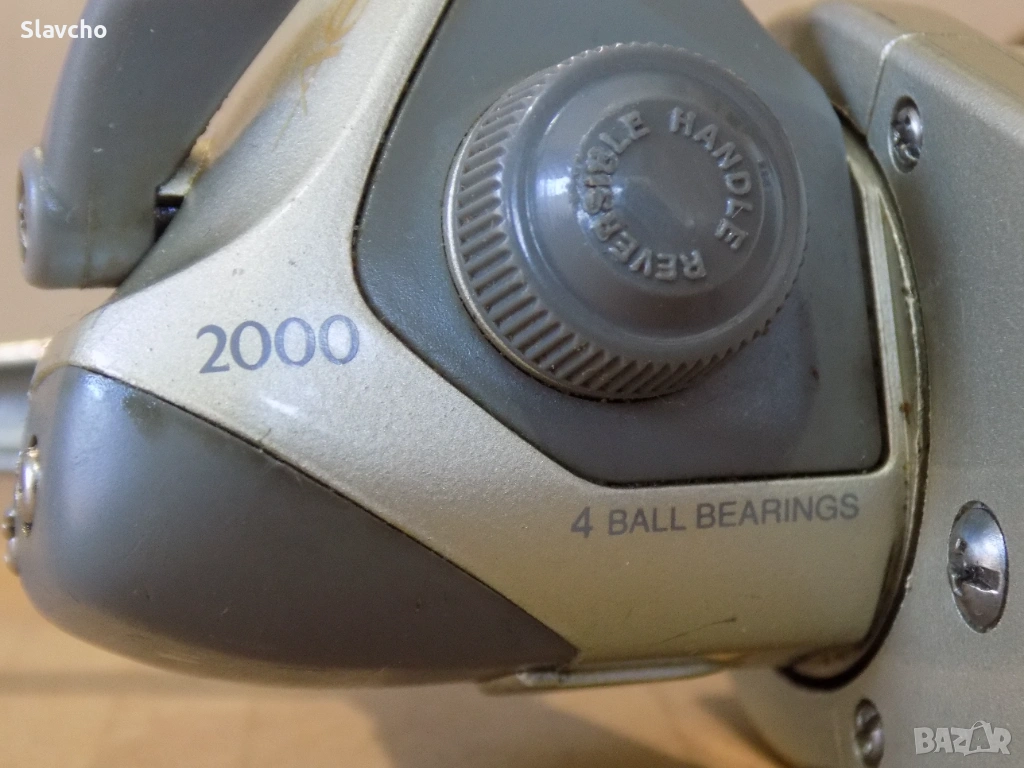 Slavcho
REVERSIBLE HANDLE
2000
4 BALL BEARINGS
BAZAR